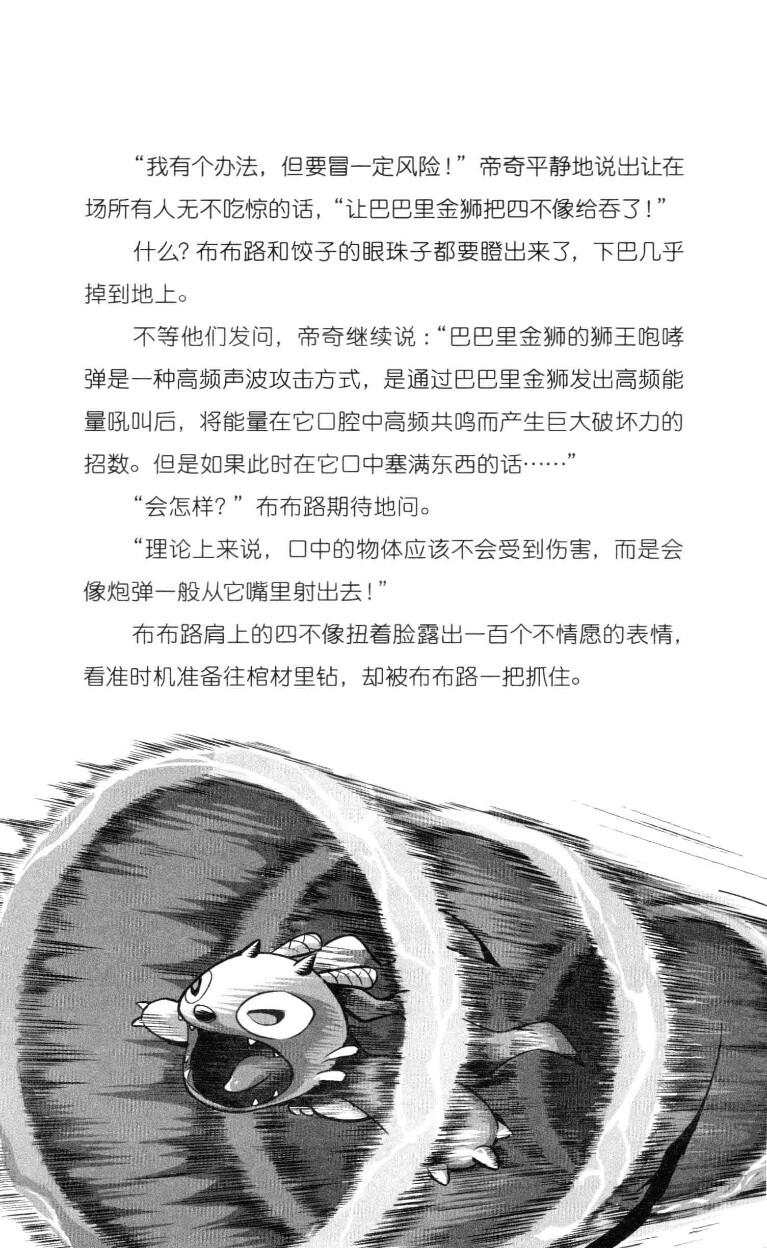 “我有个办法，但要冒一定风险！”帝奇平静地说出让在
场所有人无不吃惊的话，“让巴巴里金狮把四不像给吞了！”
什么？布布路和饺子的眼珠子都要瞪出来了，下巴几乎
掉到地上。
不等他们发问，帝奇继续说：“巴巴里金狮的狮王咆哮
弹是一种高频声波攻击方式，是通过巴巴里金狮发出高频能
量吼叫后，将能量在它口腔中高频共鸣而产生巨大破坏力的
招数。但是如果此时在它口中塞满东西的话……”
“会怎样？”布布路期待地问。
“理论上来说，口中的物体应该不会受到伤害，而是会
像炮弹一般从它嘴里射出去！”
布布路肩上的四不像扭着脸露出一百个不情愿的表情，
看准时机准备往棺材里钻，却被布布路一把抓住。